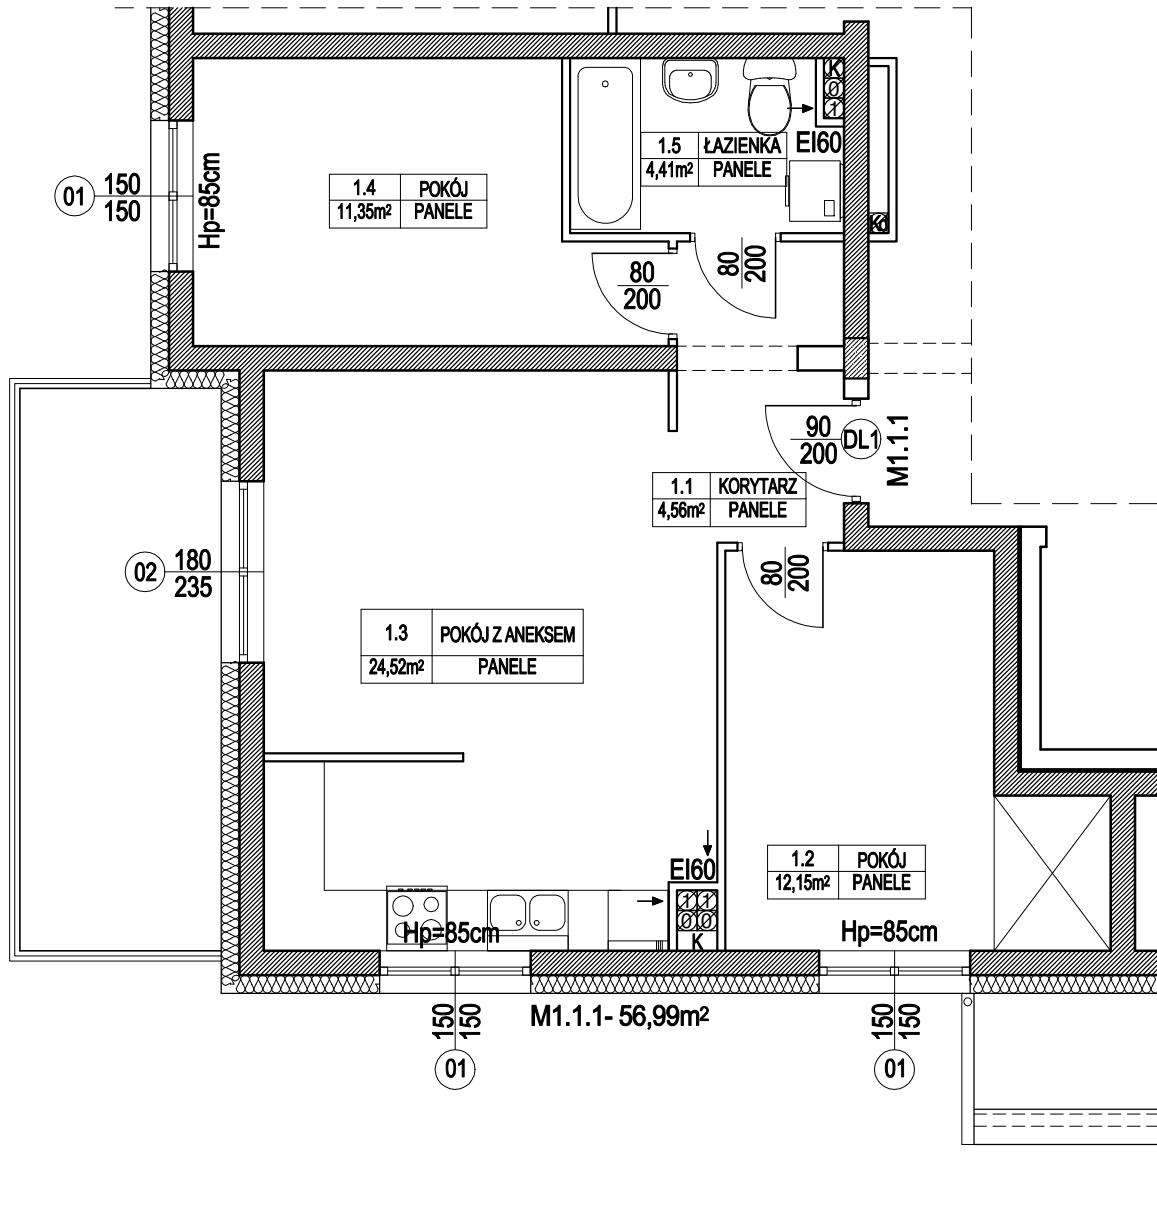 K
0
1
EI60
1.5 ŁAZIENKA
4,41m² PANELE
01
150
150
Hp=85cm
1.4 POKÓJ
11,35m² PANELE
Kd
80
200
80
200
90
200
DL1
M1.1.1
1.1 KORYTARZ
4,56m² PANELE
02
180
235
80
200
1.3 POKÓJ Z ANEKSEM
24,52m² PANELE
EI60
1.2 POKÓJ
12,15m² PANELE
1 1
0 0
K
Hp=85cm
Hp=85cm
150
150
M1.1.1- 56,99m²
150
150
01
01